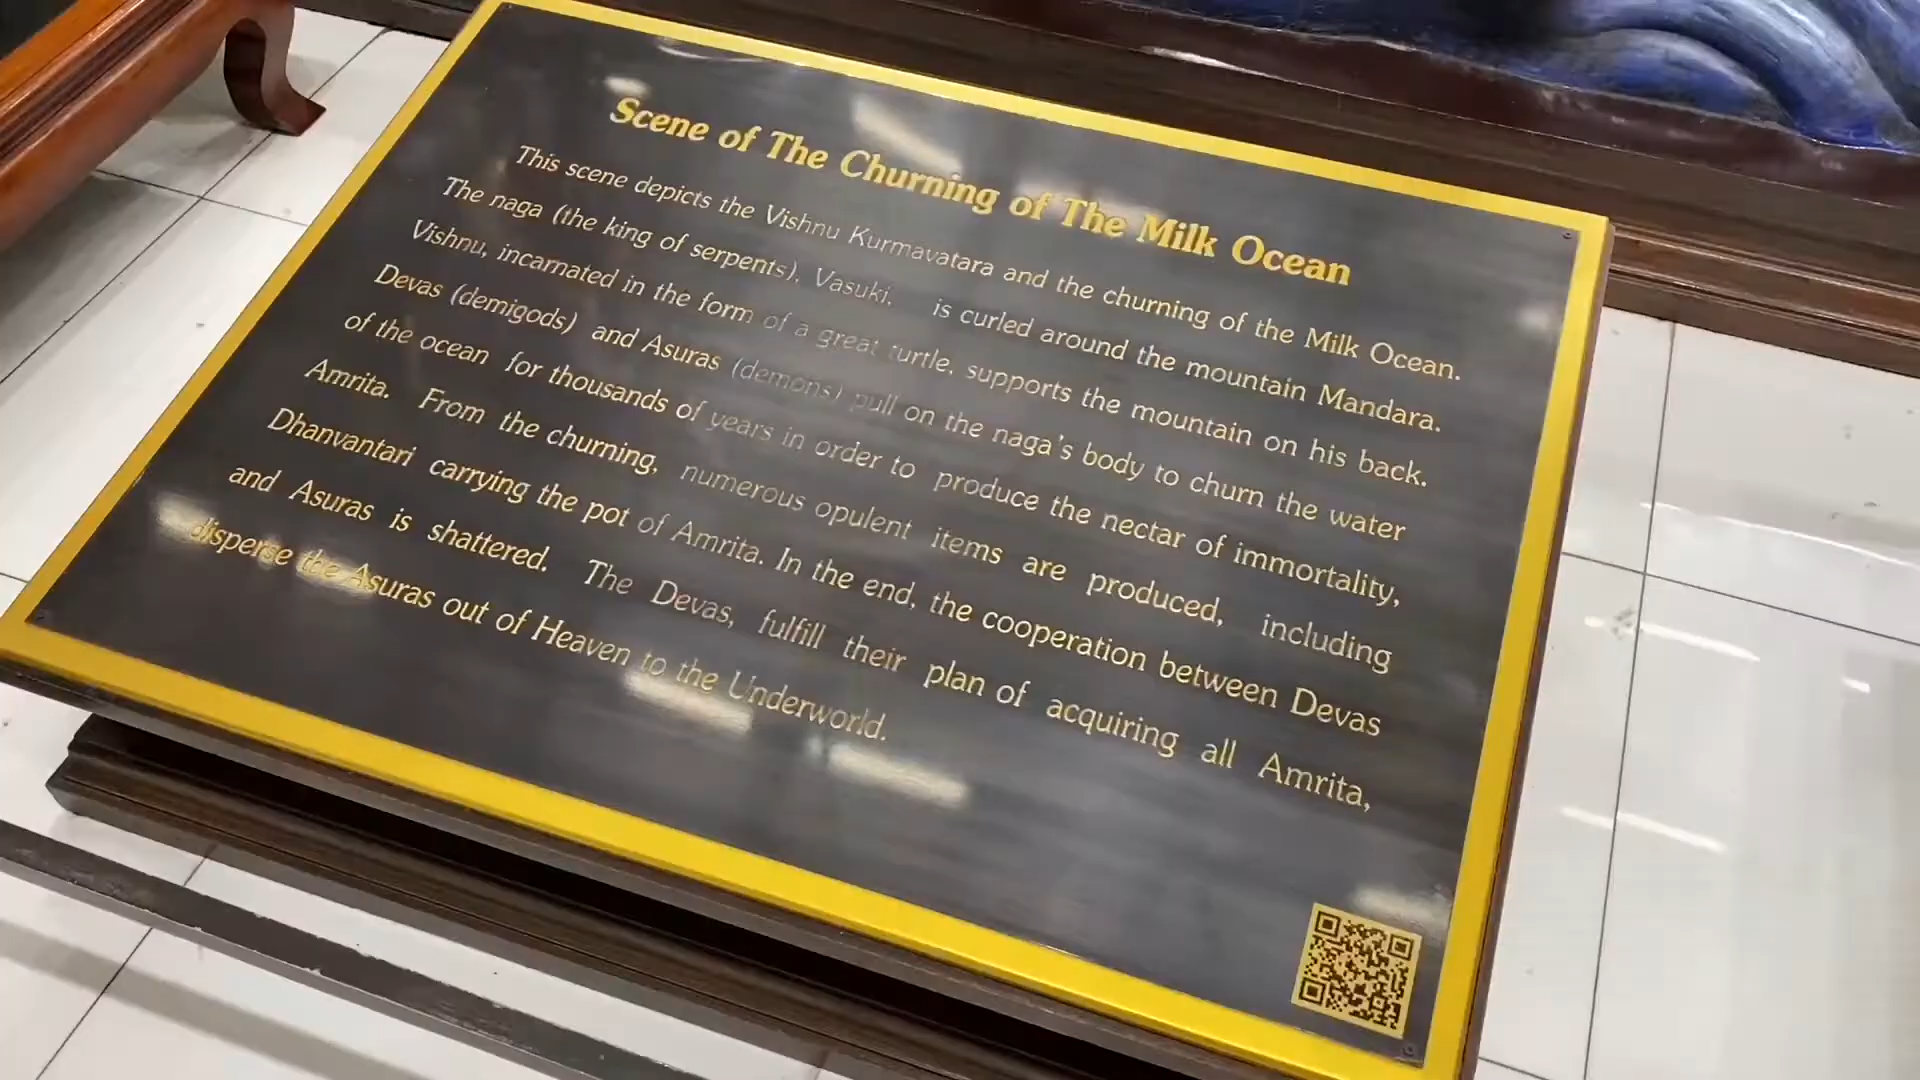 Scene of The Churning of The Milk Ocean
This scene depicts the Vishnu Kurmavatara and the churning of the Milk Ocean.
The naga (the king of serpents), Vasuki, is curled around the mountain Mandara.
Vishnu, incarnated in the form of a great turtle, supports the mountain on his back.
Devas (demigods) and Asuras (demons) pull on the naga's body to churn the water
of the ocean for thousands of years in order to produce the nectar of immortality,
Amrita. From the churning, numerous opulent items are produced, including
Dhanvantari carrying the pot of Amrita. In the end, the cooperation between Devas
and Asuras is shattered. The Devas, fulfill their plan of acquiring all Amrita,
disperse the Asuras out of Heaven to the Underworld.